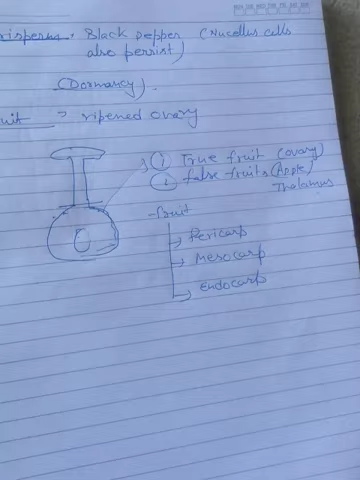 risperm. Black pepper (Nucellus cells
also persist)
(Dormancy).
uit → ripened ovary
① True fruit (ovary)
② false fruits (Apple)
Thalamus
fruit
→ Pericarp
→ Mesocarp
→ Endocarp